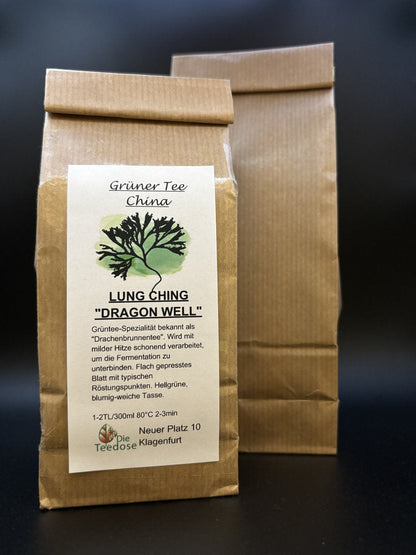 Grüner Tee
China
LUNG CHING
"DRAGON WELL"
Grüntee-Spezialität bekannt als
"Drachenbrunnentee". Wird mit
milder Hitze schonend verarbeitet,
um die Fermentation zu
unterbinden. Flach gepresstes
Blatt mit typischen
Röstungspunkten. Hellgrüne,
blumig-weiche Tasse.
1-2TL/300ml 80°C 2-3min
Die
Teedose
Neuer Platz 10
Klagenfurt